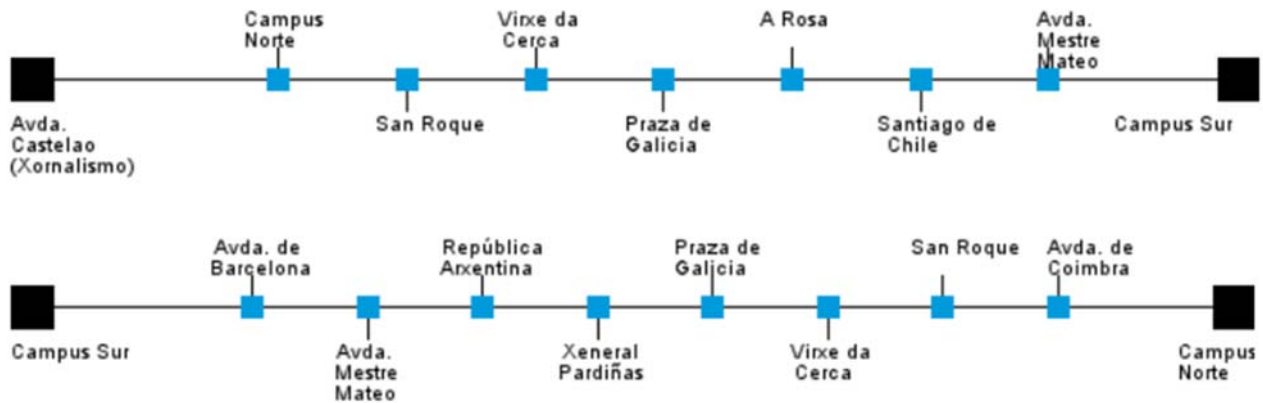 Campus
Norte
Virxe da
Cerca
A Rosa
Avda.
Mestre
Mateo
Avda.
Castelao
(Xornalismo)
San Roque
Praza de
Galicia
Santiago de
Chile
Campus Sur
Avda. de
Barcelona
República
Arxentina
Praza de
Galicia
San Roque
Avda. de
Coimbra
Campus Sur
Avda.
Mestre
Mateo
Xeneral
Pardiñas
Virxe da
Cerca
Campus
Norte